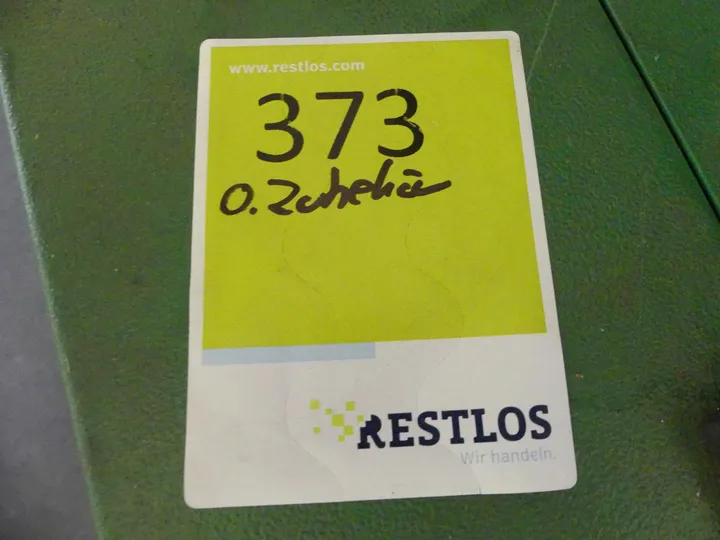 www.restlos.com
373
O. Zubehör
RESTLOS
Wir handeln.